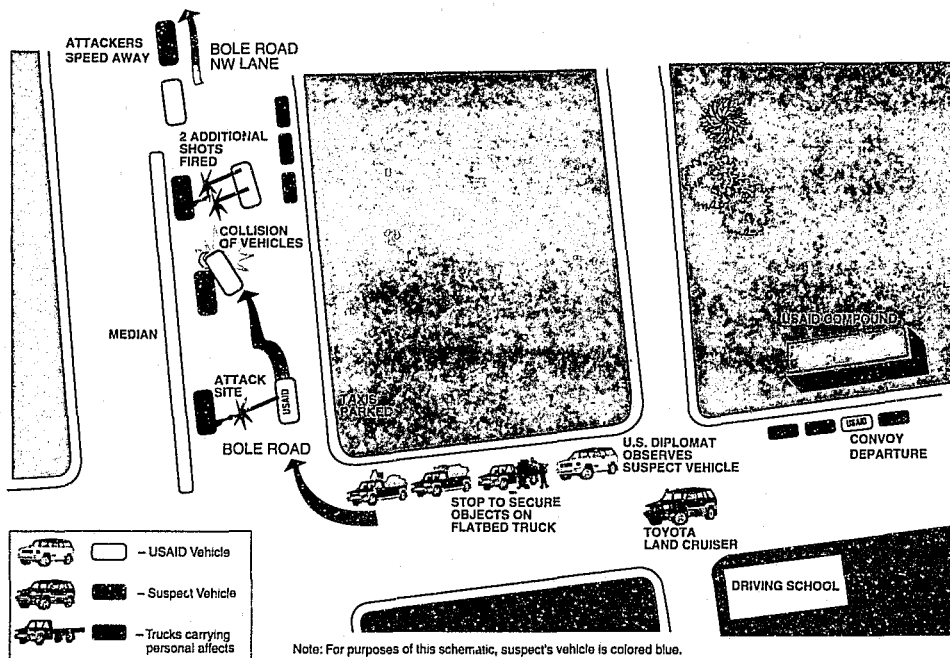 ATTACKERS
SPEED AWAY
BOLE ROAD
NW LANE
2 ADDITIONAL
SHOTS
FIRED
COLLISION
OF VEHICLES
MEDIAN
ATTACK
SITE
USAID
BOLE ROAD
TAXIS
PARKED
USAID COMPOUND
USAID
CONVOY
DEPARTURE
U.S. DIPLOMAT
OBSERVES
SUSPECT VEHICLE
STOP TO SECURE
OBJECTS ON
FLATBED TRUCK
TOYOTA
LAND CRUISER
DRIVING SCHOOL
– USAID Vehicle
– Suspect Vehicle
– Trucks carrying
personal affects
Note: For purposes of this schematic, suspect's vehicle is colored blue.